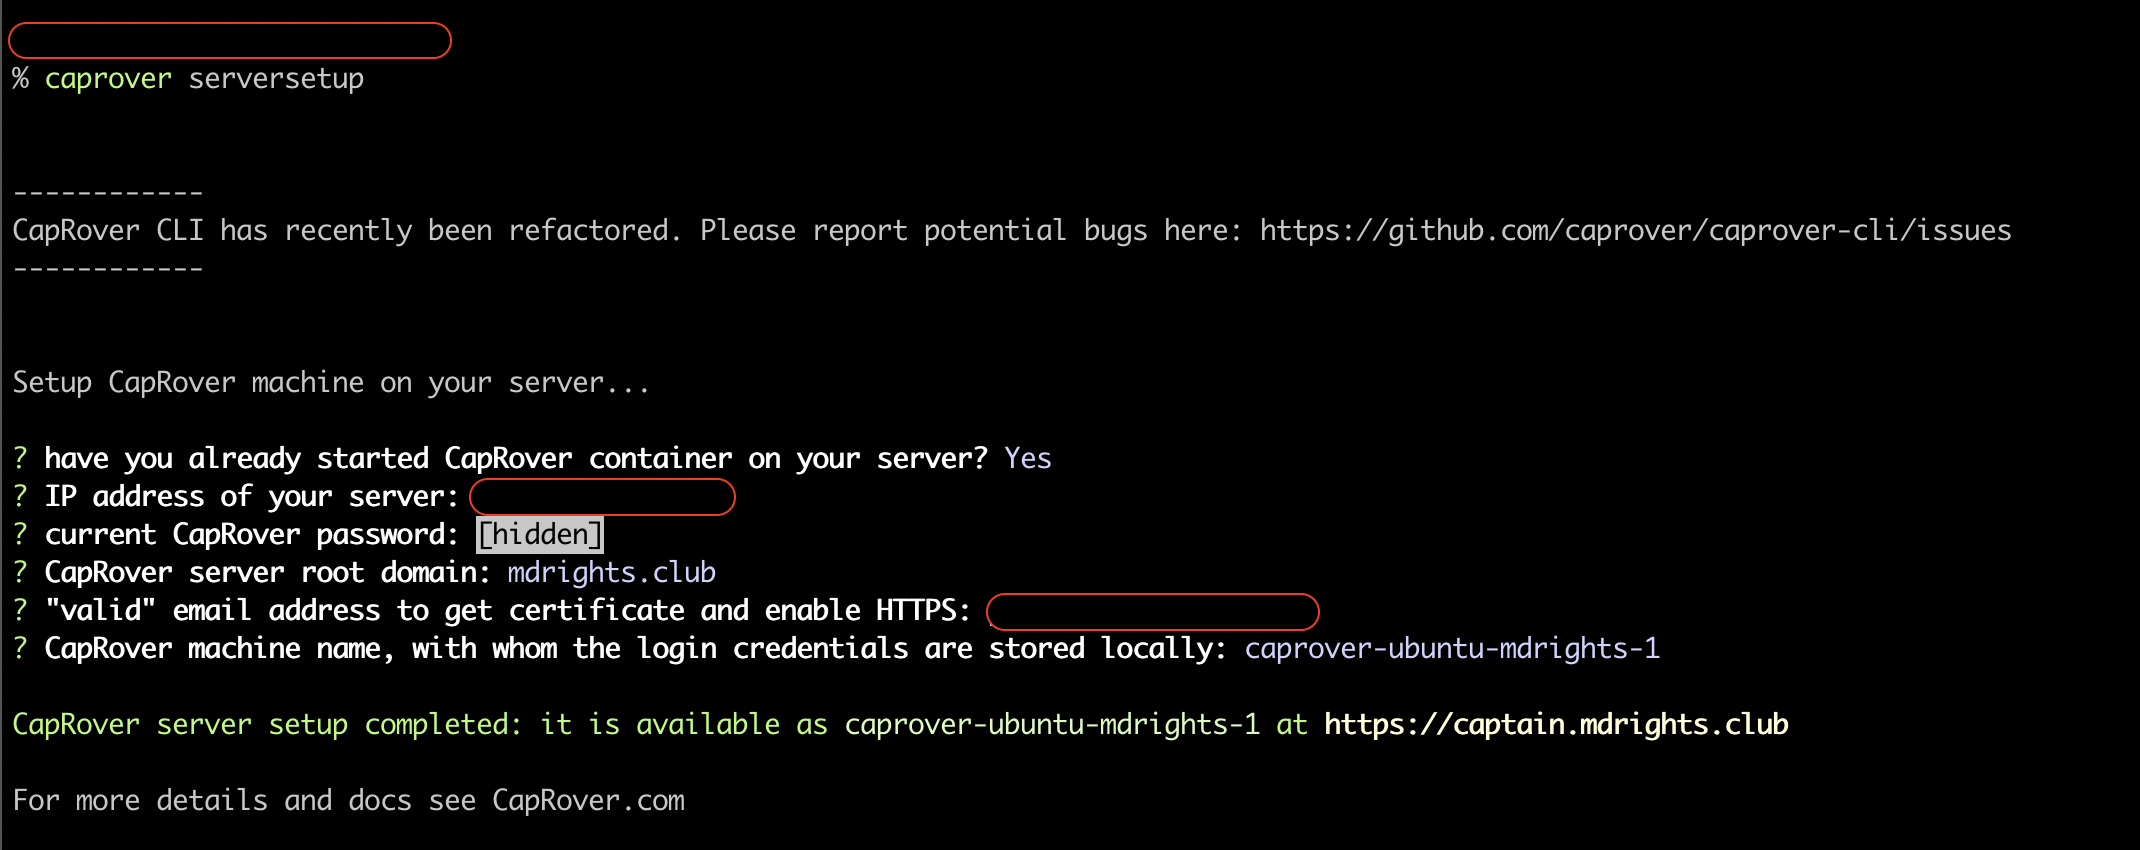 % caprover serversetup
------------
CapRover CLI has recently been refactored. Please report potential bugs here: https://github.com/caprover/caprover-cli/issues
------------
Setup CapRover machine on your server...
? have you already started CapRover container on your server? Yes
? IP address of your server:
? current CapRover password: [hidden]
? CapRover server root domain: mdrights.club
? "valid" email address to get certificate and enable HTTPS:
? CapRover machine name, with whom the login credentials are stored locally: caprover-ubuntu-mdrights-1
CapRover server setup completed: it is available as caprover-ubuntu-mdrights-1 at https://captain.mdrights.club
For more details and docs see CapRover.com